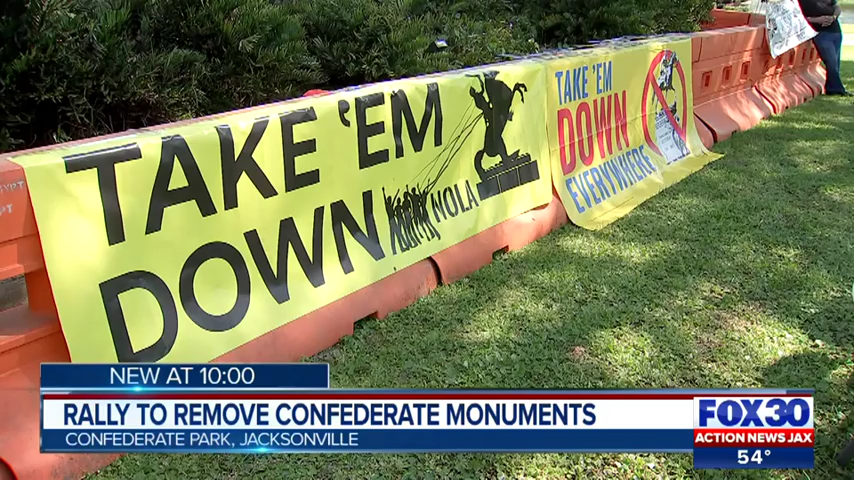 TAKE 'EM
DOWN NOLA
TAKE 'EM
DOWN
EVERYWHERE
NEW AT 10:00
RALLY TO REMOVE CONFEDERATE MONUMENTS
CONFEDERATE PARK, JACKSONVILLE
FOX30
ACTION NEWS JAX
54°